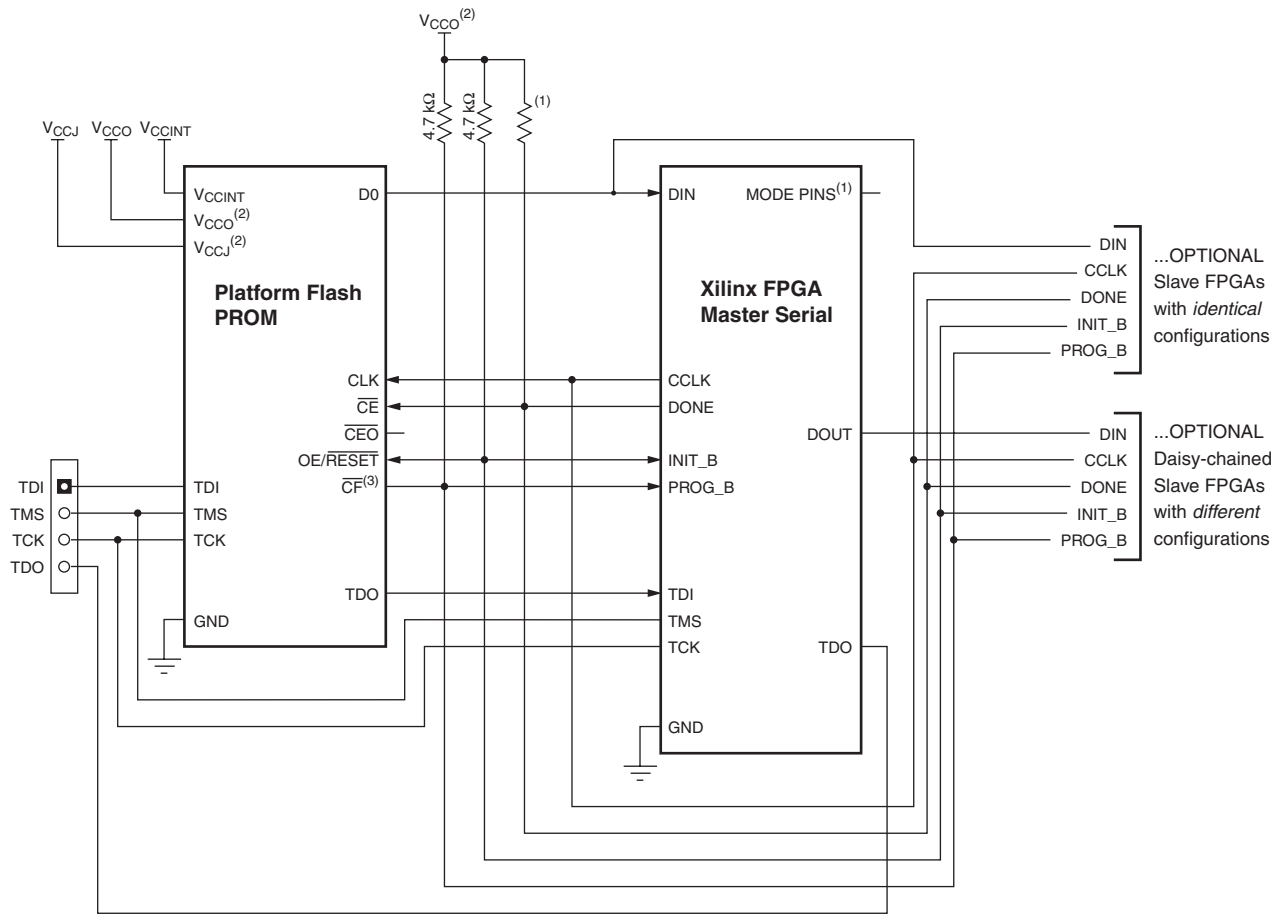 VCCO(2)
4.7 kΩ
4.7 kΩ
(1)
VCCJ VCCO VCCINT
VCCINT
VCCO(2)
VCCJ(2)
D0
Platform Flash
PROM
CLK
CE
CEO
OE/RESET
CF(3)
TDI
TMS
TCK
TDO
GND
TDI
TMS
TCK
TDO
DIN
MODE PINS(1)
Xilinx FPGA
Master Serial
CCLK
DONE
DOUT
INIT_B
PROG_B
TDI
TMS
TCK
TDO
GND
DIN
CCLK
DONE
INIT_B
PROG_B
...OPTIONAL
Slave FPGAs
with identical
configurations
DIN
CCLK
DONE
INIT_B
PROG_B
...OPTIONAL
Daisy-chained
Slave FPGAs
with different
configurations